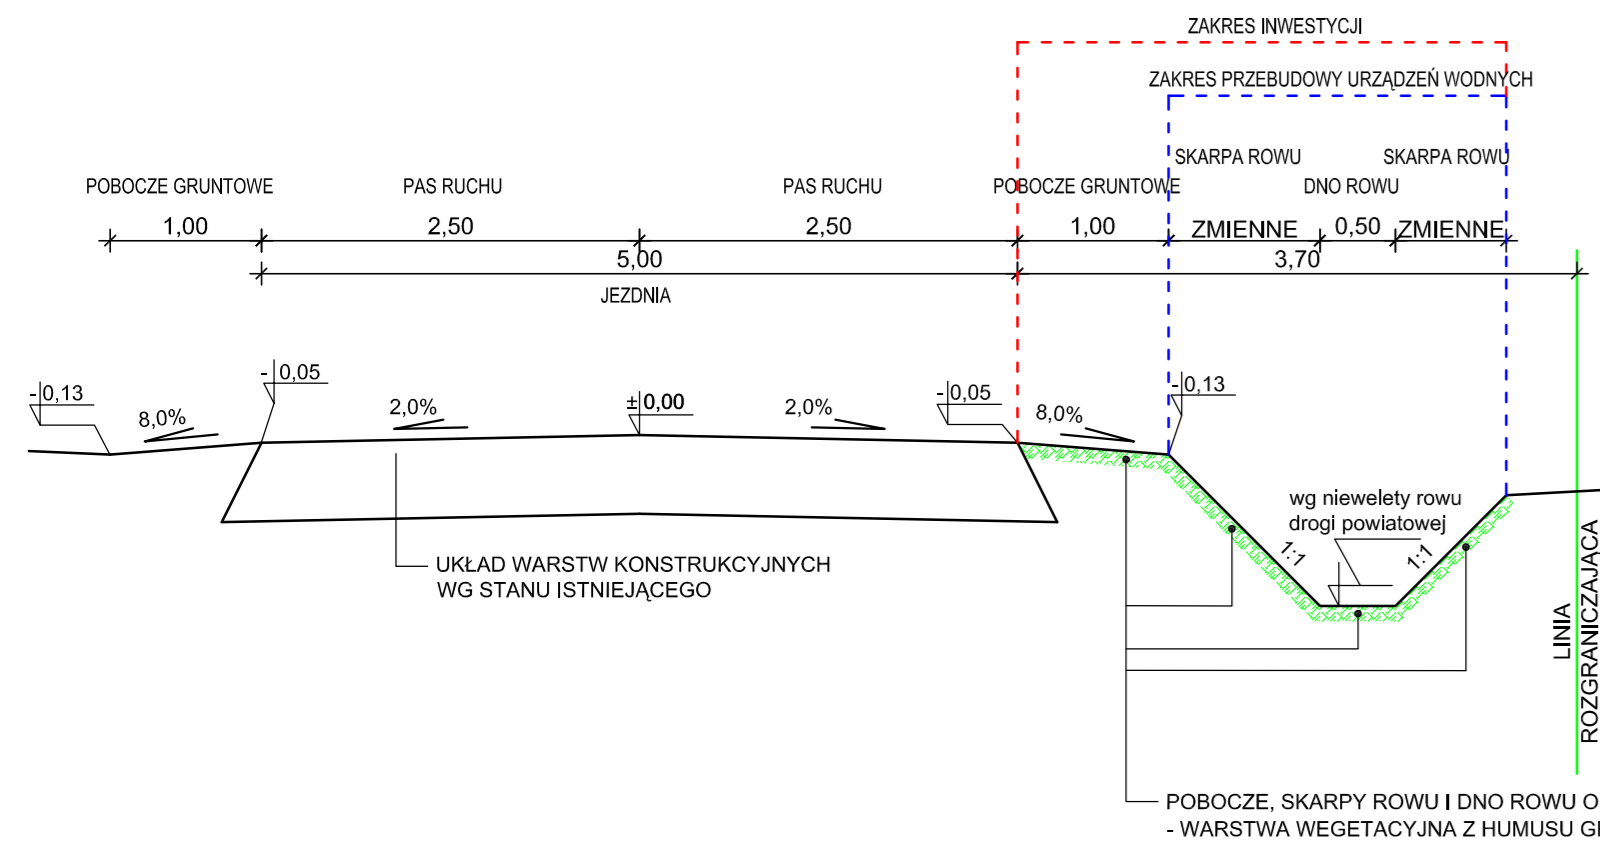 ZAKRES INWESTYCJI
ZAKRES PRZEBUDOWY URZĄDZEŃ WODNYCH
SKARPA ROWU
SKARPA ROWU
POBOCZE GRUNTOWE
PAS RUCHU
PAS RUCHU
POBOCZE GRUNTOWE
DNO ROWU
1,00
2,50
2,50
1,00
ZMIENNE
0,50
ZMIENNE
5,00
3,70
JEZDNIA
-0,13
8,0%
-0,05
2,0%
±0,00
2,0%
-0,05
8,0%
-0,13
wg niewelety rowu
drogi powiatowej
1:1
1:1
UKŁAD WARSTW KONSTRUKCYJNYCH
WG STANU ISTNIEJĄCEGO
LINIA
ROZGRANICZAJĄCA
POBOCZE, SKARPY ROWU I DNO ROWU
- WARSTWA WEGETACYJNA Z HUMUSU